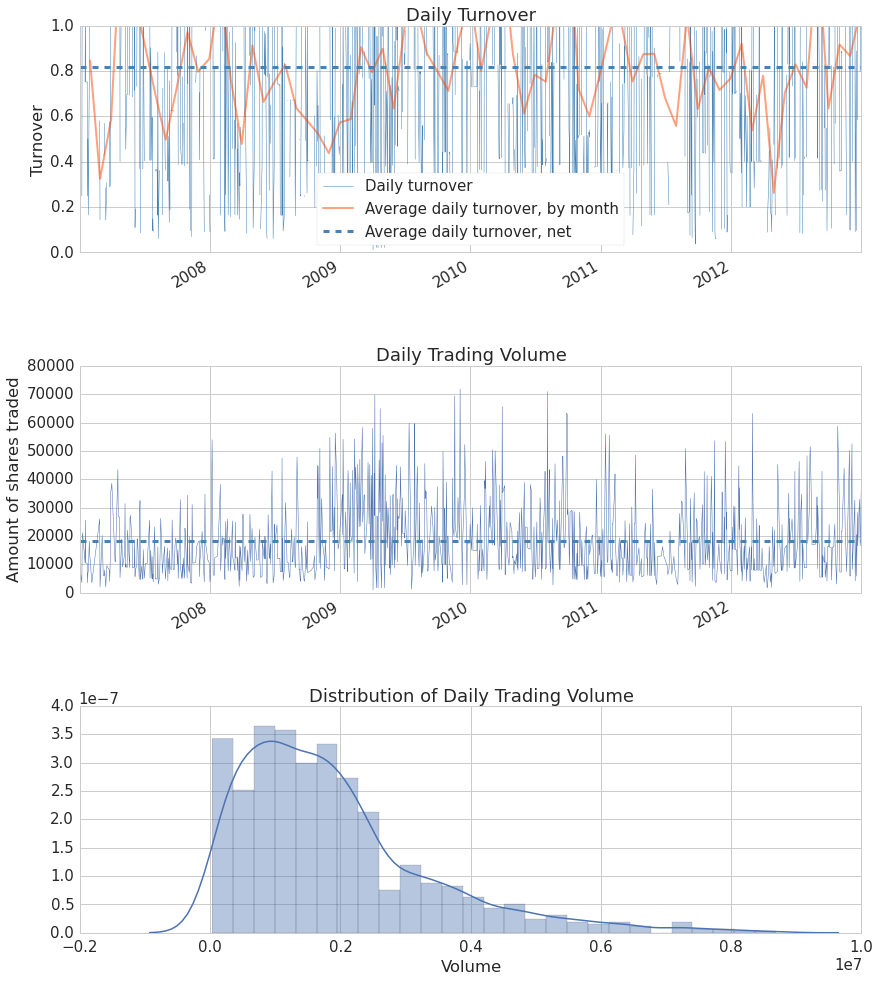 Daily Turnover
1.0
0.8
0.6
0.4
0.2
0.0
Turnover
Daily turnover
Average daily turnover, by month
Average daily turnover, net
2008
2009
2010
2011
2012
Daily Trading Volume
80000
70000
60000
50000
40000
30000
20000
10000
0
Amount of shares traded
2008
2009
2010
2011
2012
Distribution of Daily Trading Volume
1e−7
4.0
3.5
3.0
2.5
2.0
1.5
1.0
0.5
0.0
−0.2 0.0 0.2 0.4 0.6 0.8 1.0
1e7
Volume